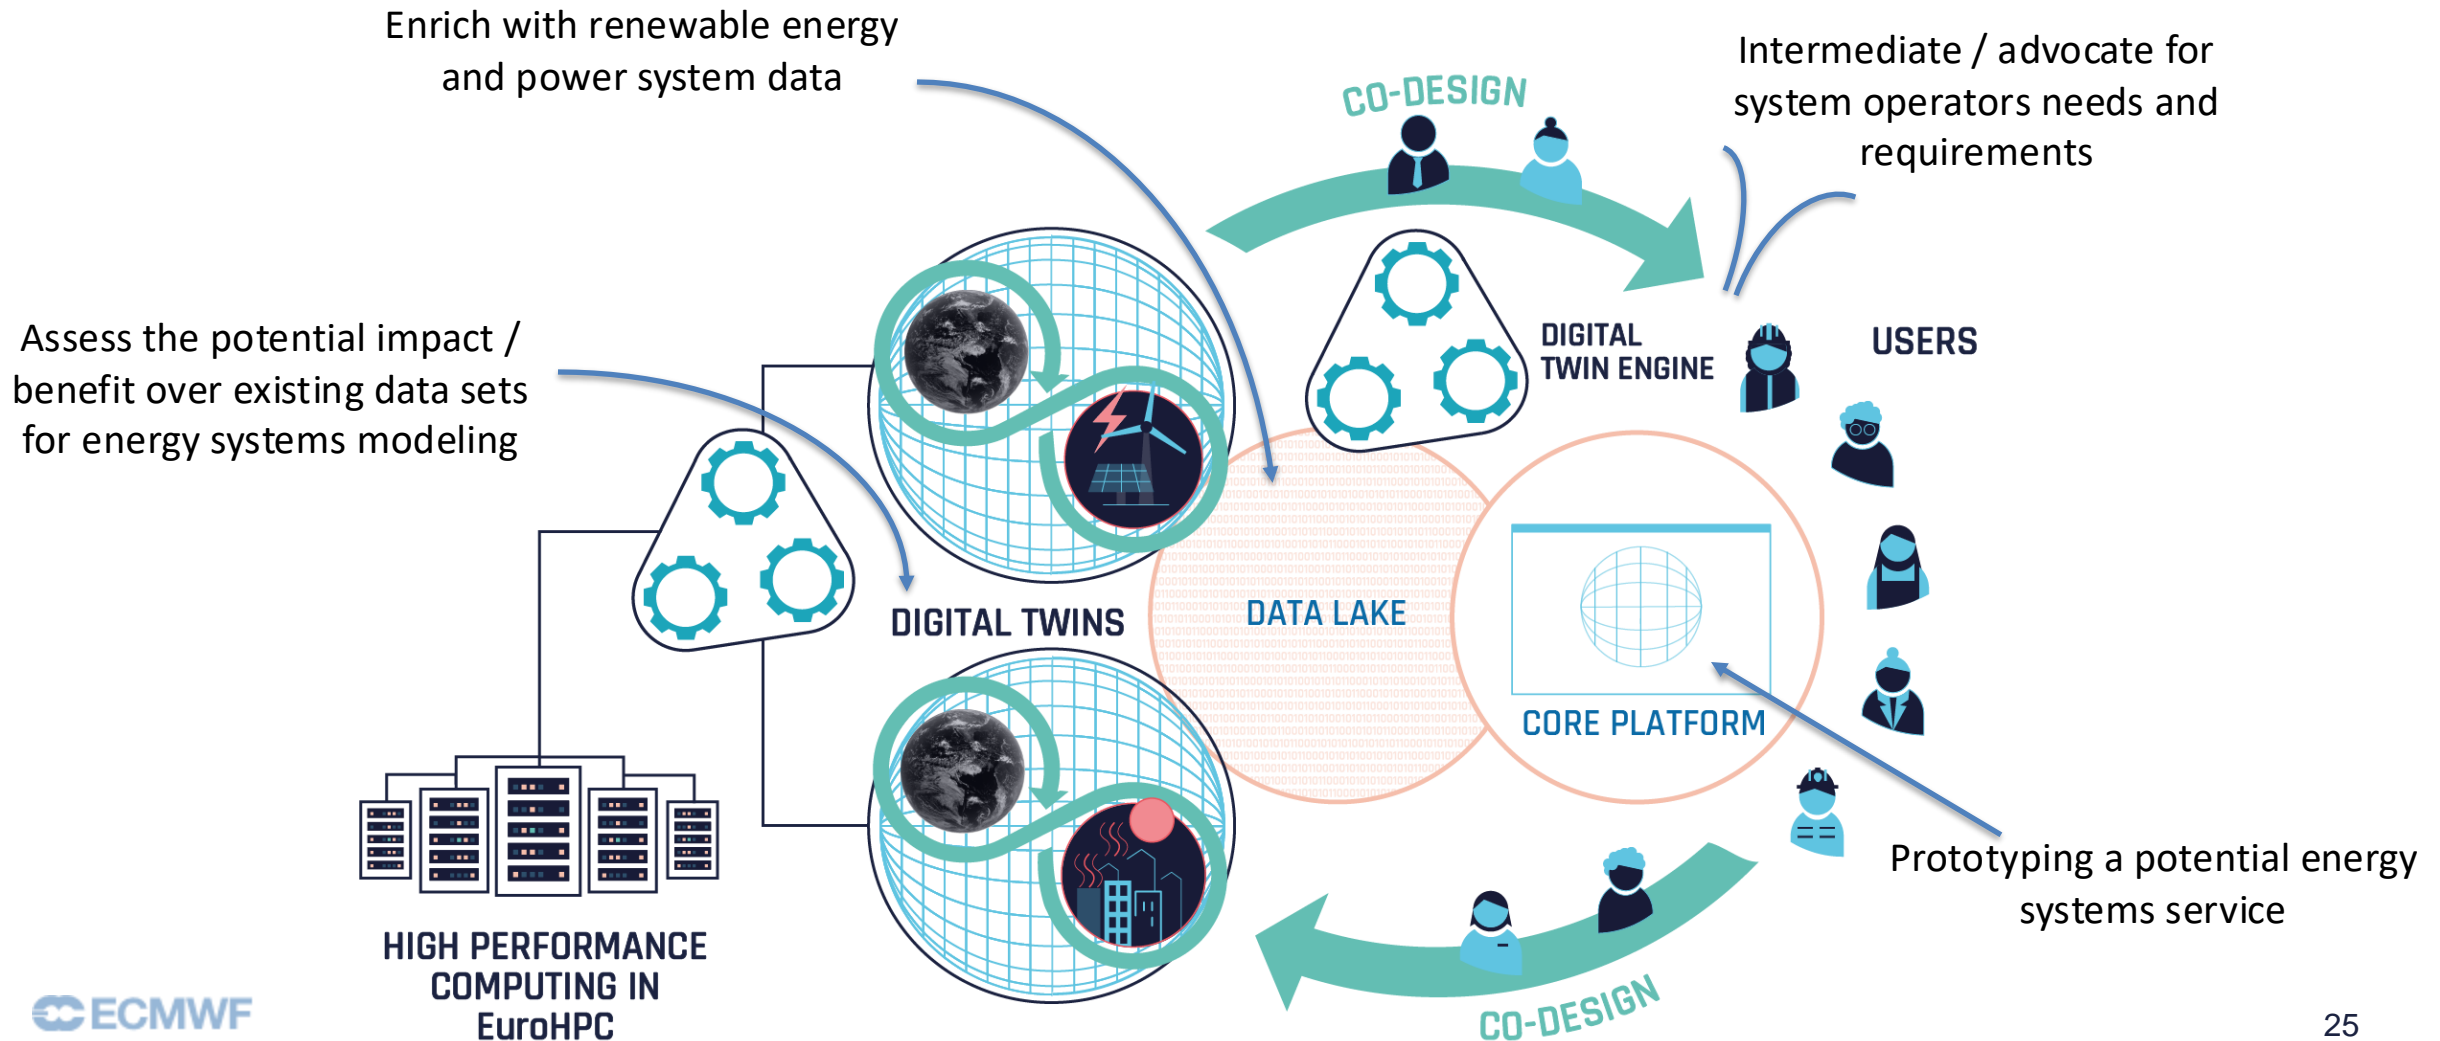 Enrich with renewable energy
and power system data
CO-DESIGN
Intermediate / advocate for
system operators needs and
requirements
Assess the potential impact /
benefit over existing data sets
for energy systems modeling
DIGITAL
TWIN ENGINE
USERS
DIGITAL TWINS
DATA LAKE
CORE PLATFORM
Prototyping a potential energy
systems service
HIGH PERFORMANCE
COMPUTING IN
EuroHPC
CO-DESIGN
ECMWF
25